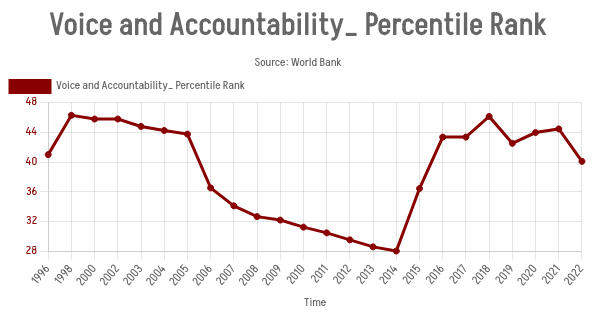 Voice and Accountability_ Percentile Rank
Source: World Bank
Voice and Accountability_ Percentile Rank
48
44
40
36
32
28
1996 1998 2000 2002 2003 2004 2005 2006 2007 2008 2009 2010 2011 2012 2013 2014 2015 2016 2017 2018 2019 2020 2021 2022
Time